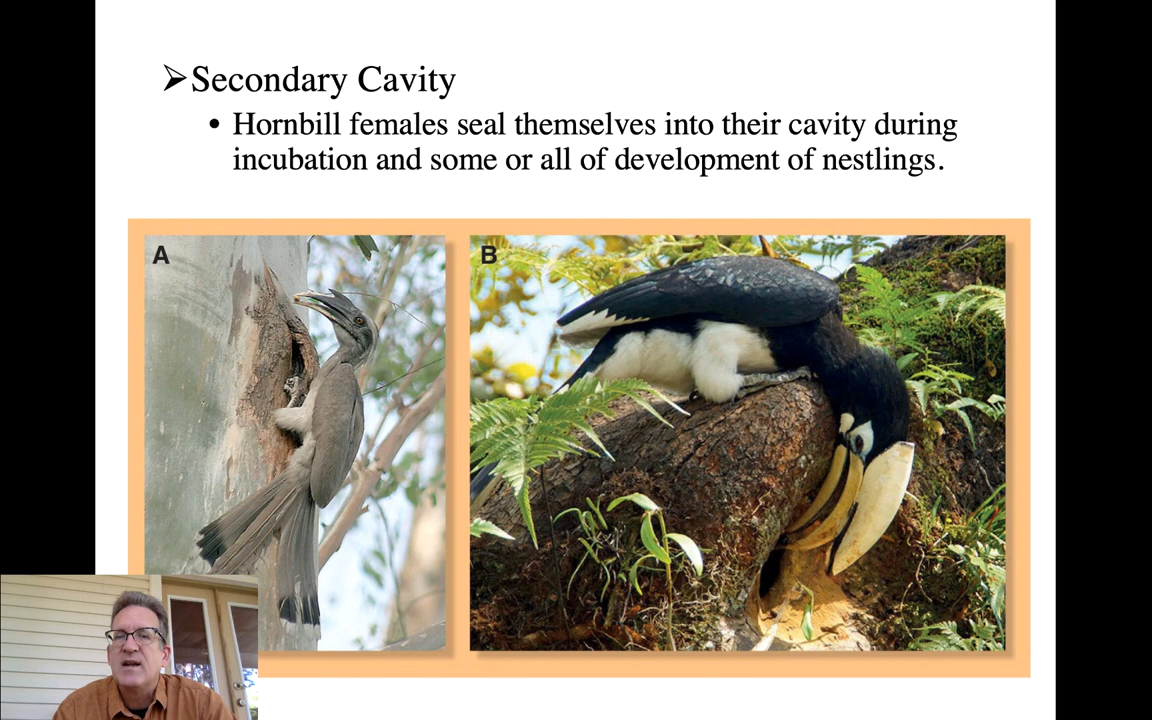 ➢Secondary Cavity
• Hornbill females seal themselves into their cavity during
incubation and some or all of development of nestlings.
A
B